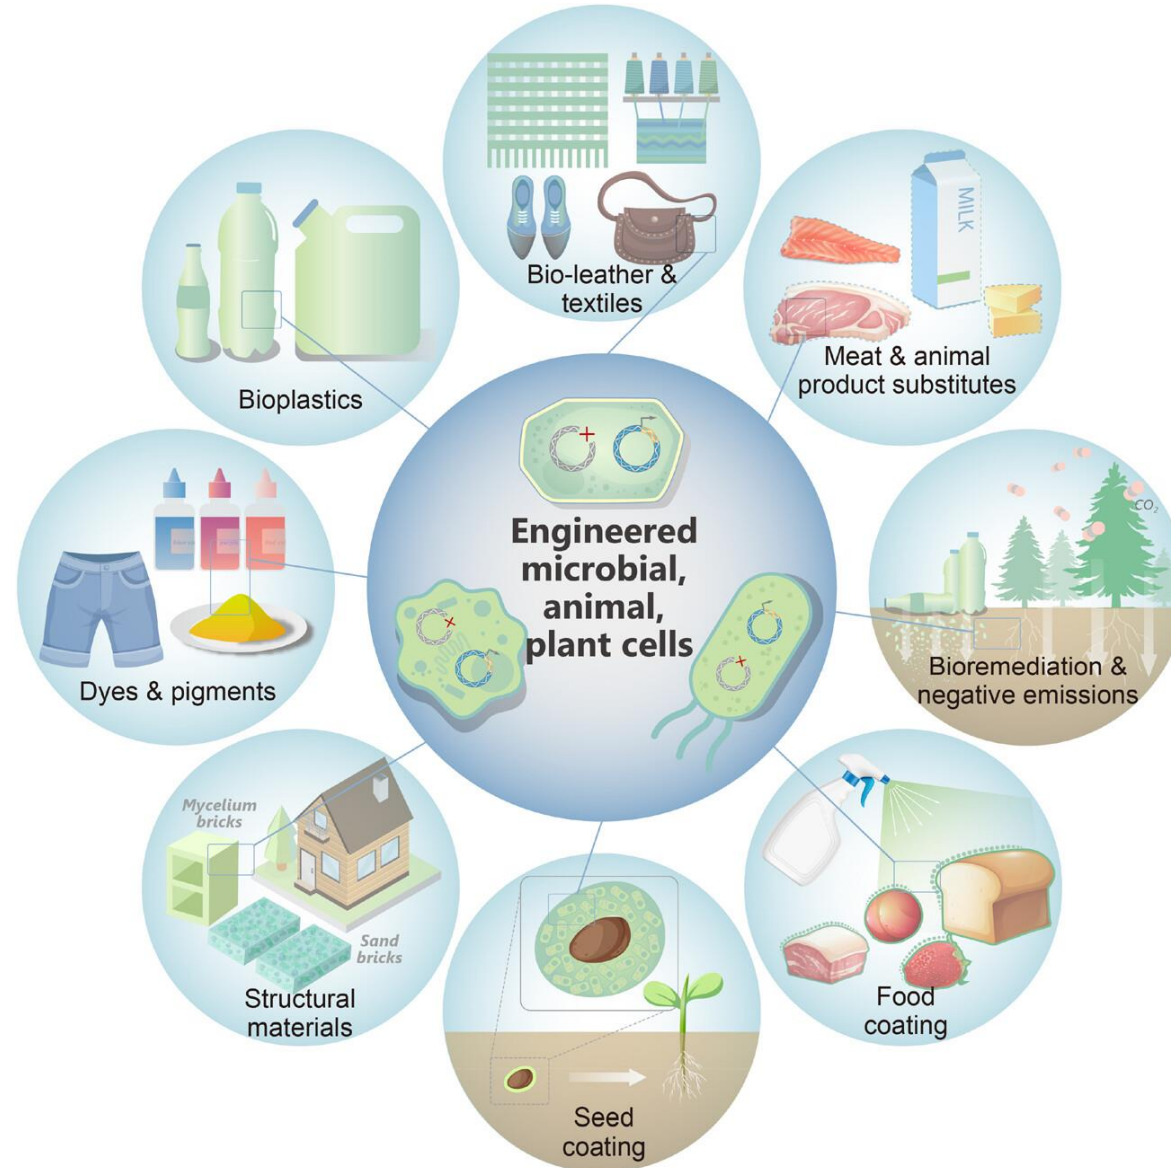 Bio-leather &
textiles
MILK
Meat & animal
product substitutes
Bioplastics
CO₂
Bioremediation &
negative emissions
Engineered
microbial,
animal,
plant cells
Dyes & pigments
Mycelium
bricks
Sand
bricks
Structural
materials
Food
coating
Seed
coating